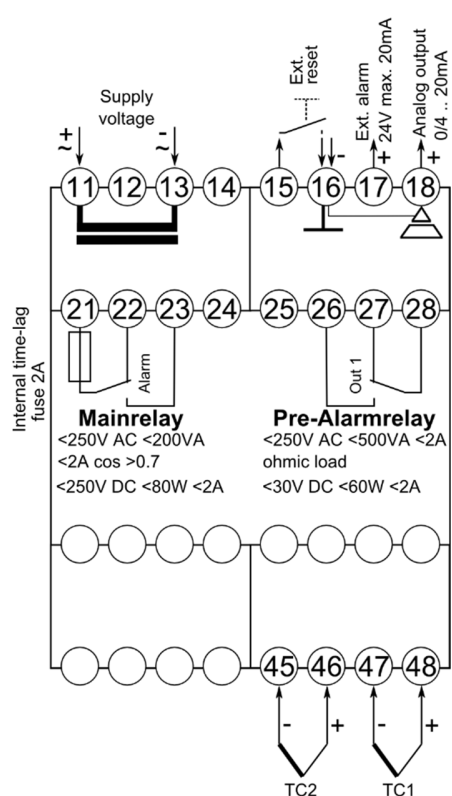 Supply
voltage
Ext.
reset
Ext. alarm
24V max. 20mA
Analog output
0/4 .. 20mA
+
~
-
~
-
+
+
11 12 13 14 15 16 17 18
21 22 23 24 25 26 27 28
Internal time-lag
fuse 2A
Alarm
Out 1
Mainrelay
<250V AC <200VA
<2A cos >0.7
<250V DC <80W <2A
Pre-Alarmrelay
<250V AC <500VA <2A
ohmic load
<30V DC <60W <2A
45 46 47 48
- + - +
TC2 TC1